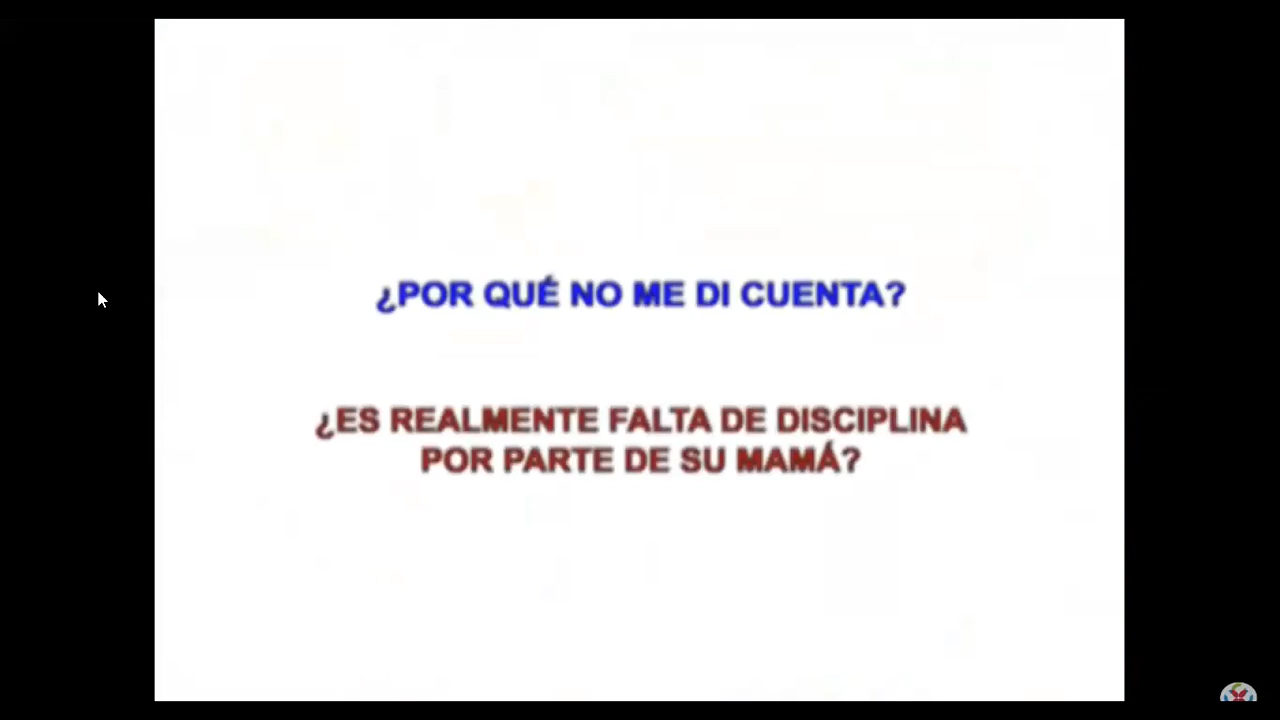 ¿POR QUÉ NO ME DI CUENTA?
¿ES REALMENTE FALTA DE DISCIPLINA
POR PARTE DE SU MAMÁ?